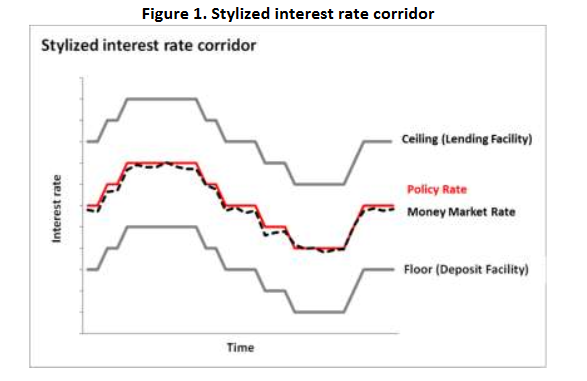 Figure 1. Stylized interest rate corridor
Stylized interest rate corridor
Ceiling (Lending Facility)
Policy Rate
Money Market Rate
Interest rate
Floor (Deposit Facility)
Time